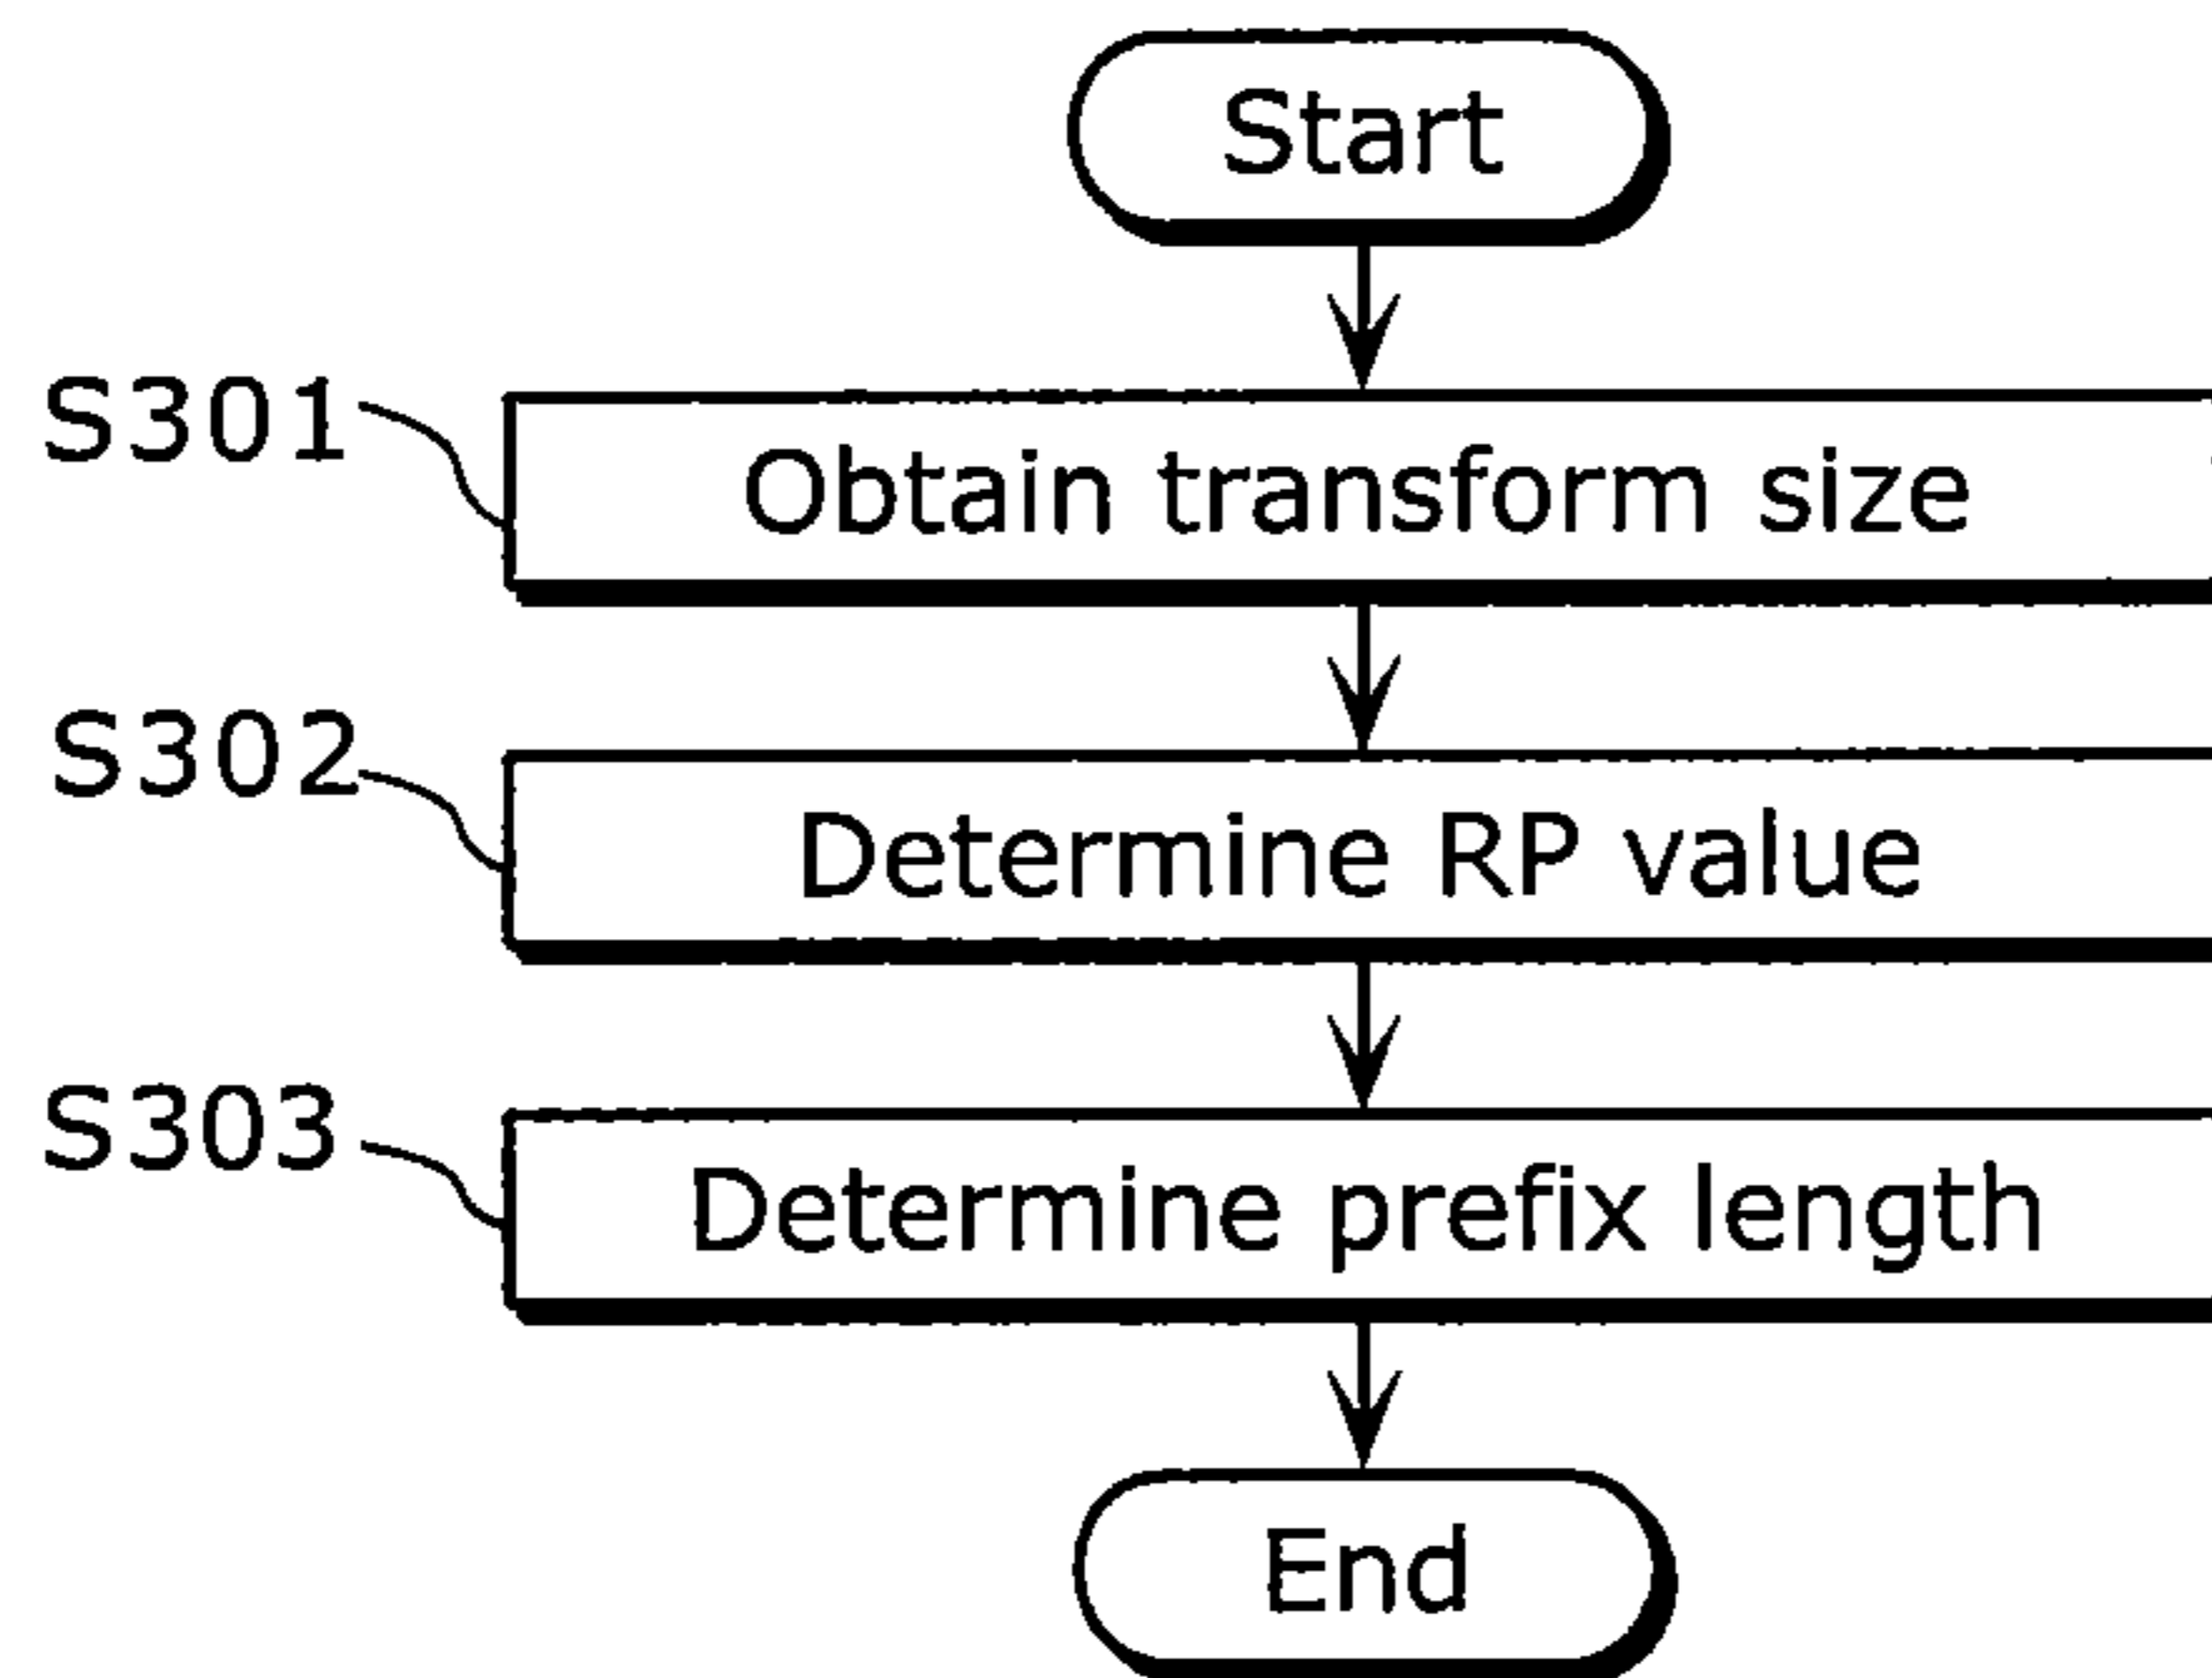 Start
S301
Obtain transform size
S302
Determine RP value
S303
Determine prefix length
End